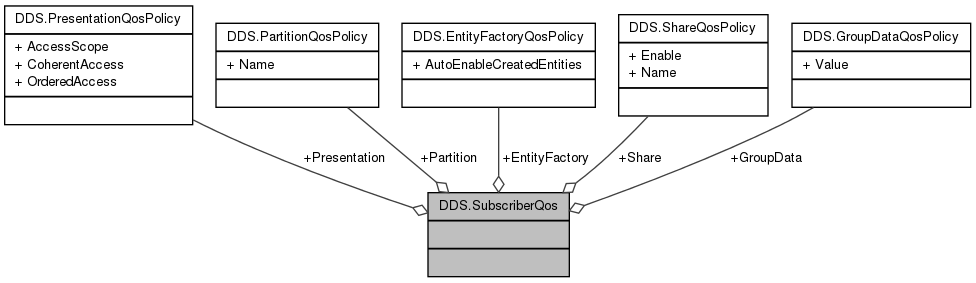 DDS.PresentationQosPolicy
+ AccessScope
+ CoherentAccess
+ OrderedAccess
DDS.PartitionQosPolicy
+ Name
DDS.EntityFactoryQosPolicy
+ AutoEnableCreatedEntities
DDS.ShareQosPolicy
+ Enable
+ Name
DDS.GroupDataQosPolicy
+ Value
+Presentation
+Partition
+EntityFactory
+Share
+GroupData
DDS.SubscriberQos